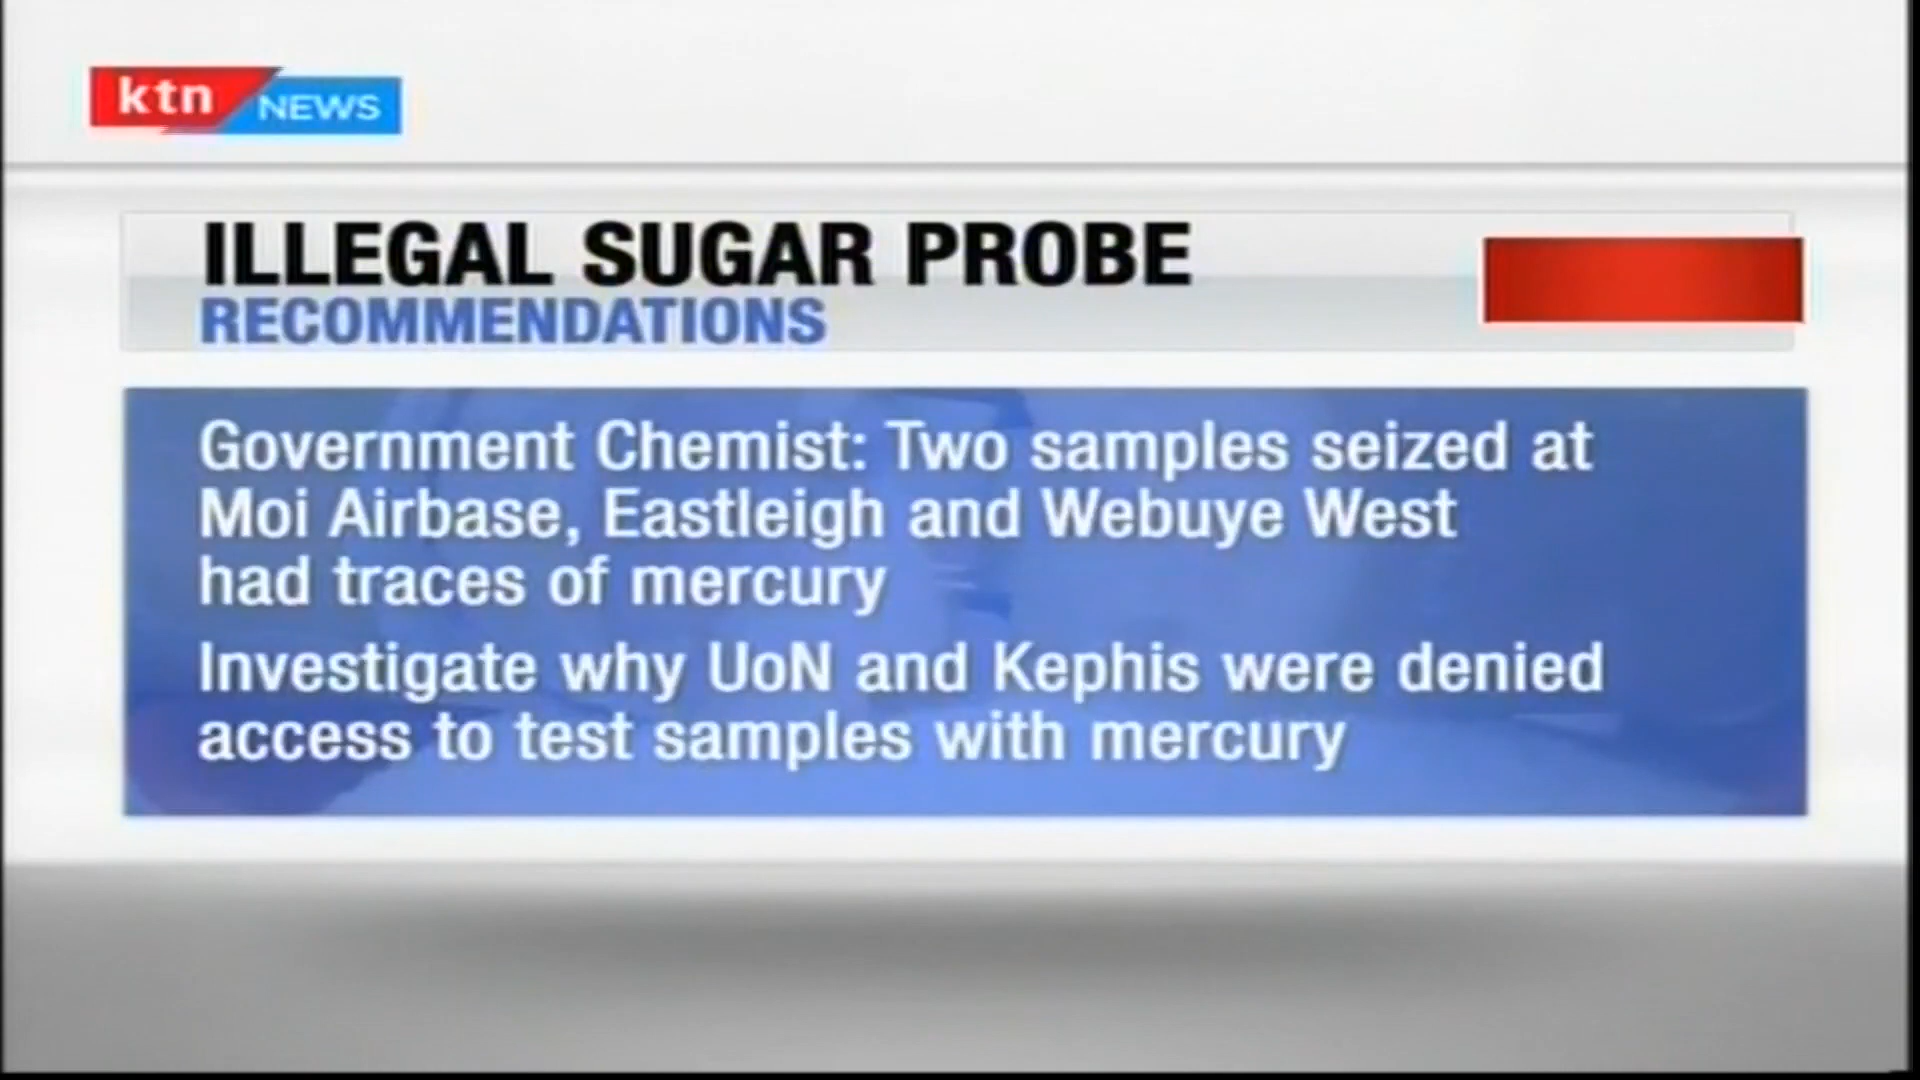 ktn NEWS
ILLEGAL SUGAR PROBE
RECOMMENDATIONS
Government Chemist: Two samples seized at
Moi Airbase, Eastleigh and Webuye West
had traces of mercury
Investigate why UoN and Kephis were denied
access to test samples with mercury